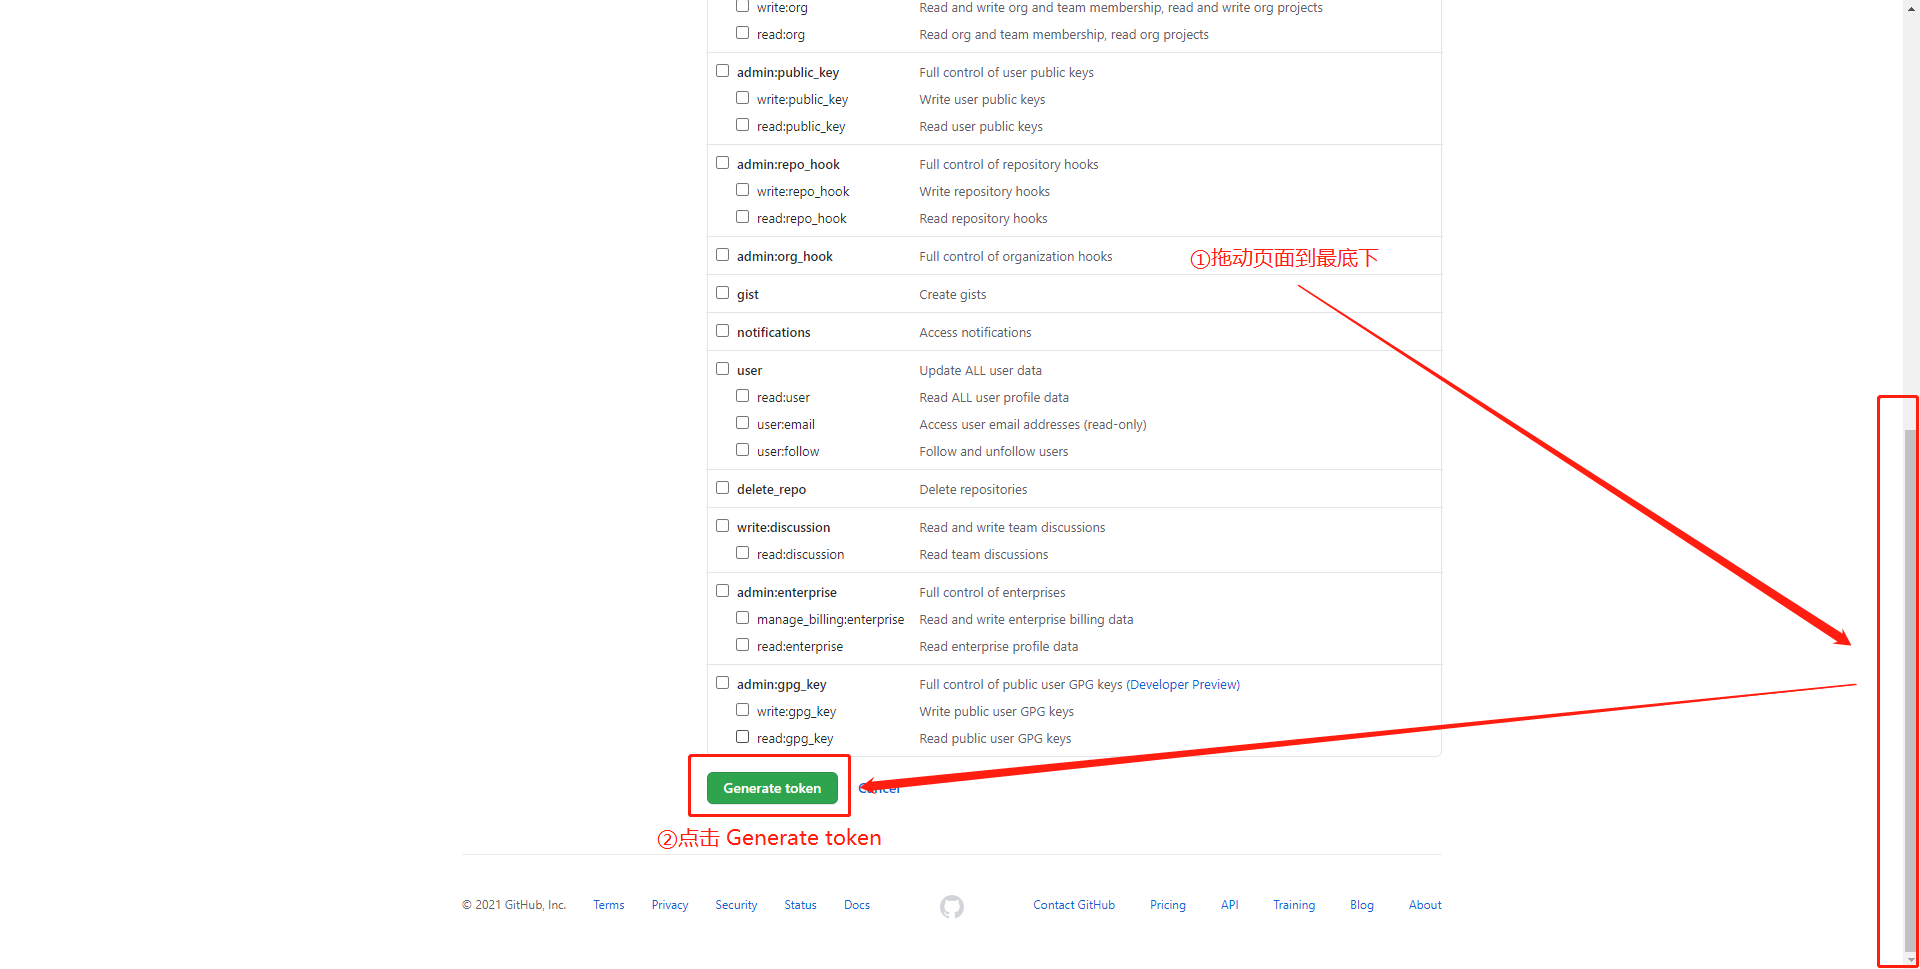 write:org Read and write org and team membership, read and write org projects
read:org Read org and team membership, read org projects
admin:public_key Full control of user public keys
write:public_key Write user public keys
read:public_key Read user public keys
admin:repo_hook Full control of repository hooks
write:repo_hook Write repository hooks
read:repo_hook Read repository hooks
admin:org_hook Full control of organization hooks
①拖动页面到最底下
gist Create gists
notifications Access notifications
user Update ALL user data
read:user Read ALL user profile data
user:email Access user email addresses (read-only)
user:follow Follow and unfollow users
delete_repo Delete repositories
write:discussion Read and write team discussions
read:discussion Read team discussions
admin:enterprise Full control of enterprises
manage_billing:enterprise Read and write enterprise billing data
read:enterprise Read enterprise profile data
admin:gpg_key Full control of public user GPG keys (Developer Preview)
write:gpg_key Write public user GPG keys
read:gpg_key Read public user GPG keys
Generate token Cancel
②点击 Generate token
© 2021 GitHub, Inc. Terms Privacy Security Status Docs Contact GitHub Pricing API Training Blog About